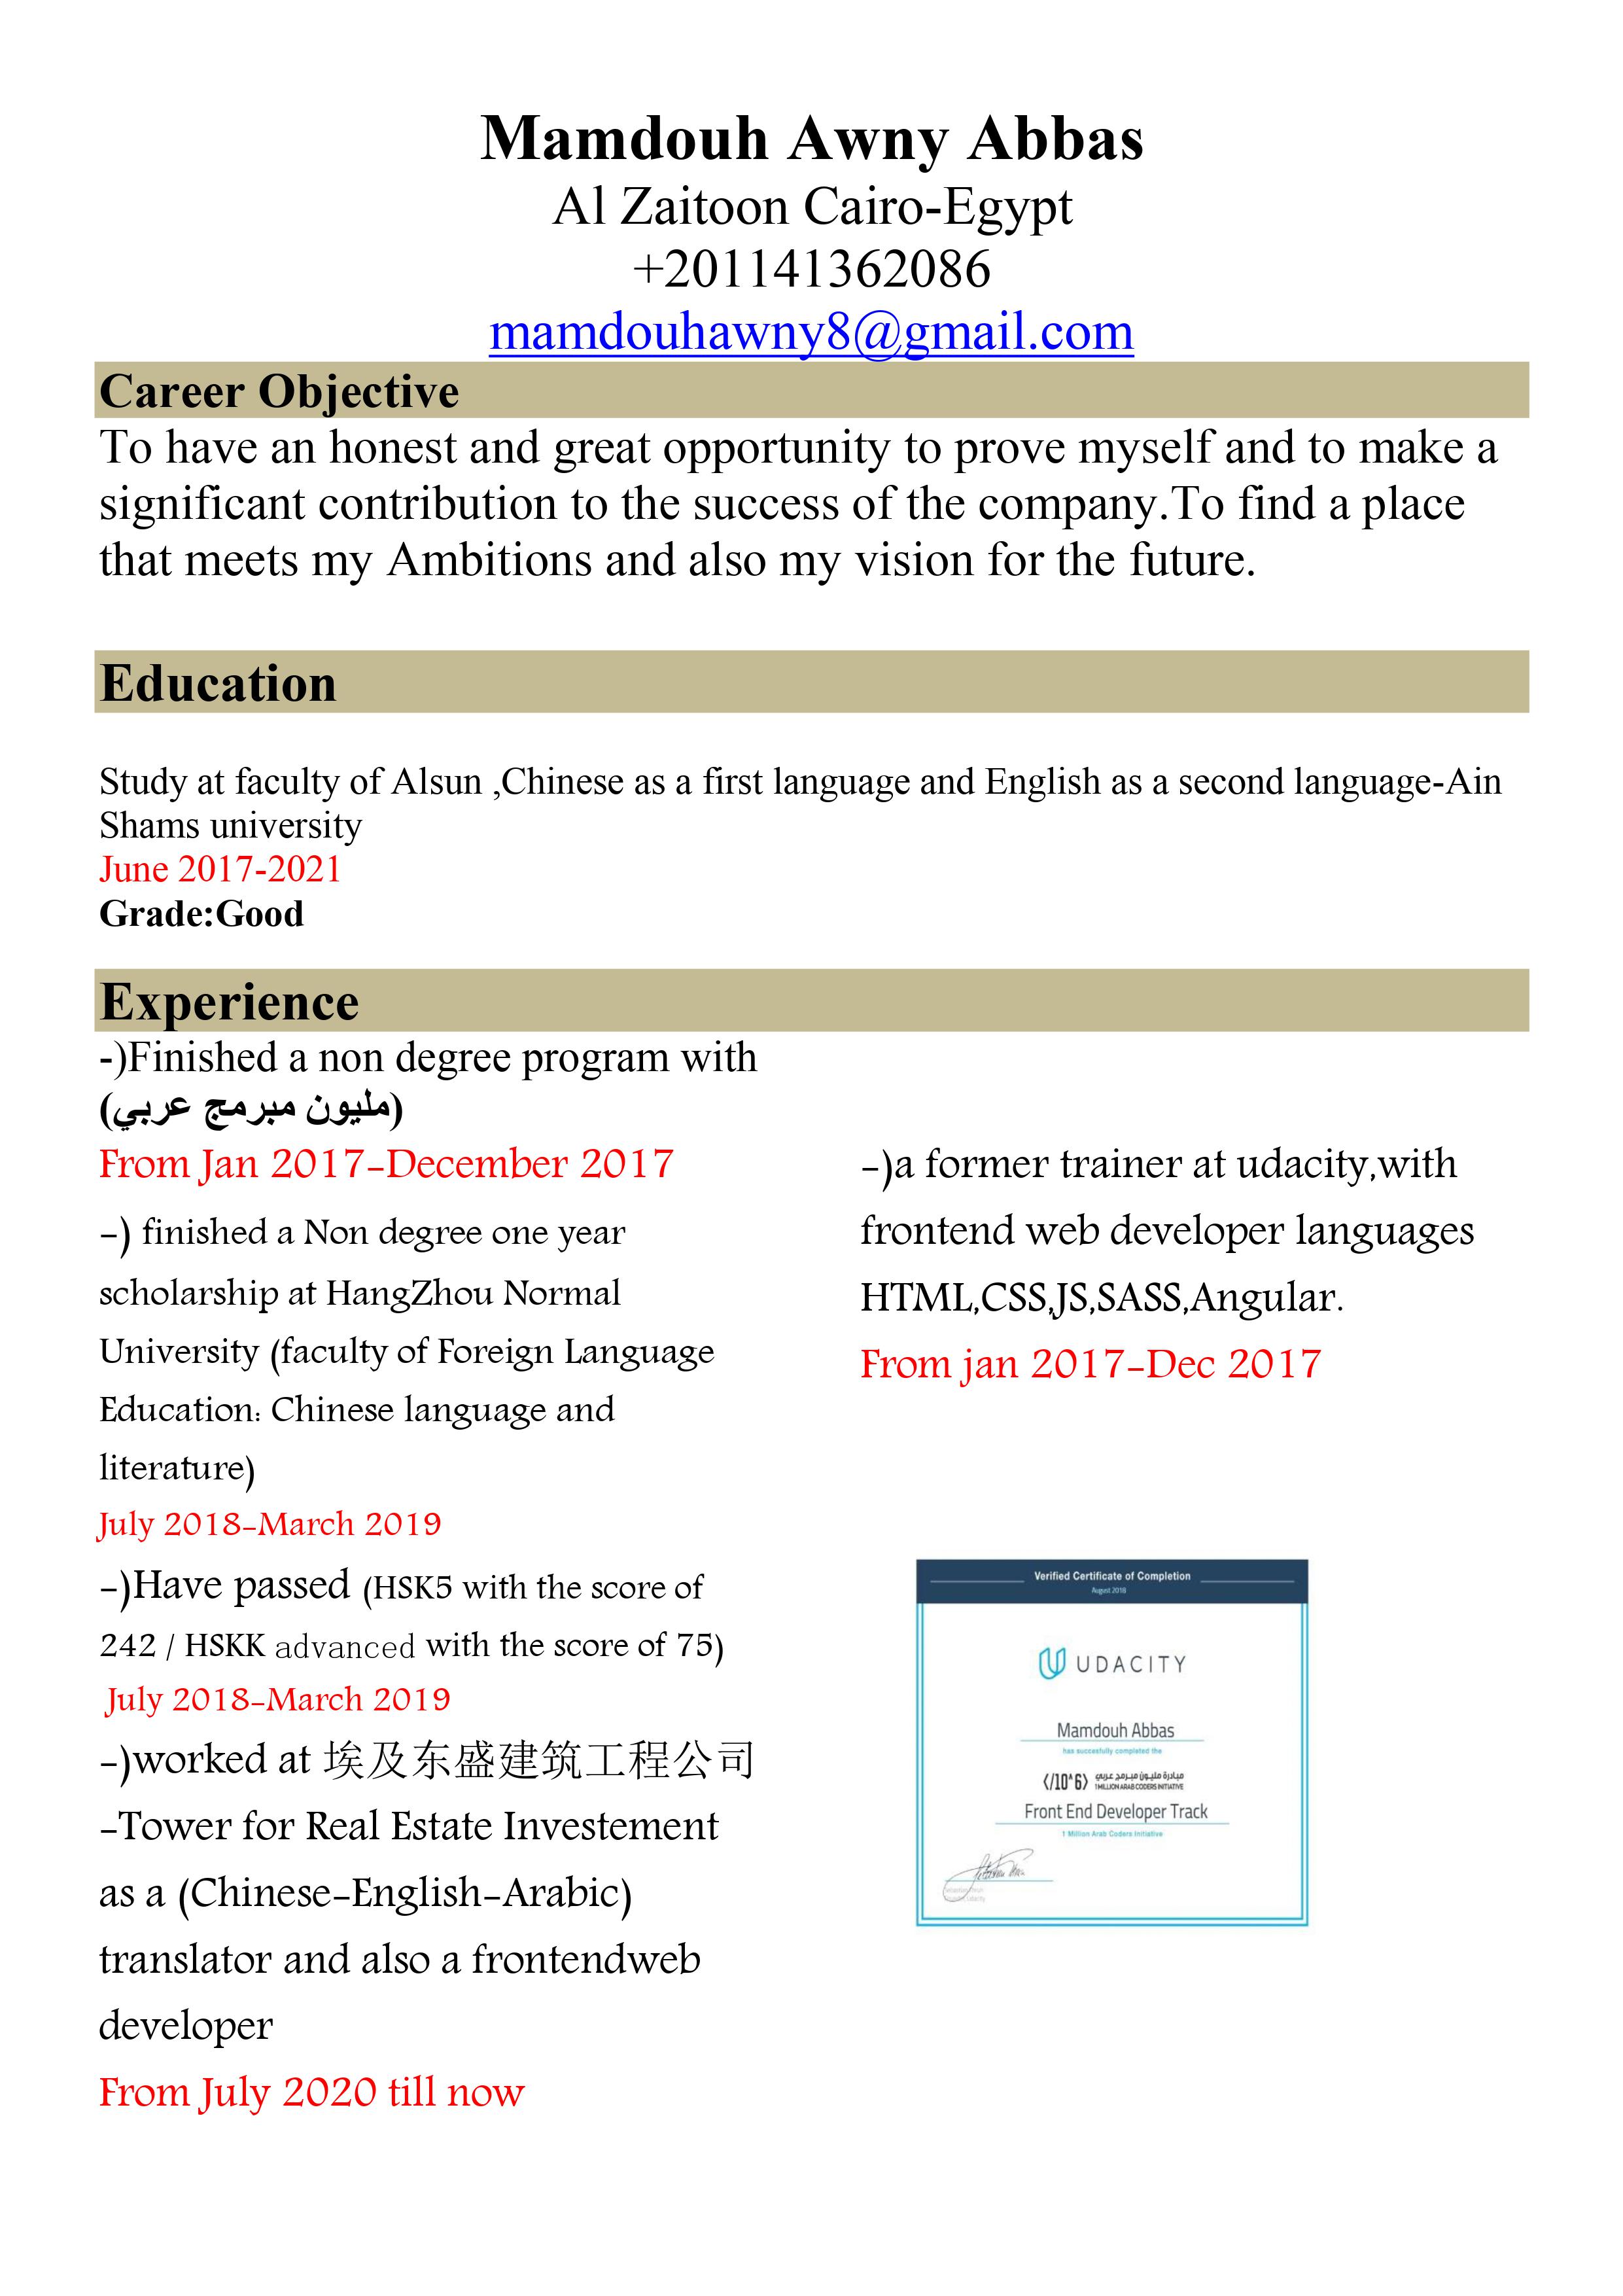 Mamdouh Awny Abbas
Al Zaitoon Cairo-Egypt
+201141362086
mamdouhawny8@gmail.com
Career Objective
To have an honest and great opportunity to prove myself and to make a
significant contribution to the success of the company.To find a place
that meets my Ambitions and also my vision for the future.
Education
Study at faculty of Alsun ,Chinese as a first language and English as a second language-Ain
Shams university
June 2017-2021
Grade:Good
Experience
-)Finished a non degree program with
(مليون مبرمج عربي)
From Jan 2017-December 2017
-) finished a Non degree one year
scholarship at HangZhou Normal
University (faculty of Foreign Language
Education: Chinese language and
literature)
July 2018-March 2019
-)Have passed (HSK5 with the score of
242 / HSKK advanced with the score of 75)
July 2018-March 2019
-)worked at 埃及东盛建筑工程公司
-Tower for Real Estate Investement
as a (Chinese-English-Arabic)
translator and also a frontendweb
developer
From July 2020 till now
-)a former trainer at udacity,with
frontend web developer languages
HTML,CSS,JS,SASS,Angular.
From jan 2017-Dec 2017
Verified Certificate of Completion
August 2018
UDACITY
Mamdouh Abbas
has succesfully completed the
</10^6> مبادرة مليون مبرمج عربي
1 MILLION ARAB CODERS INITIATIVE
Front End Developer Track
1 Million Arab Coders Initiative